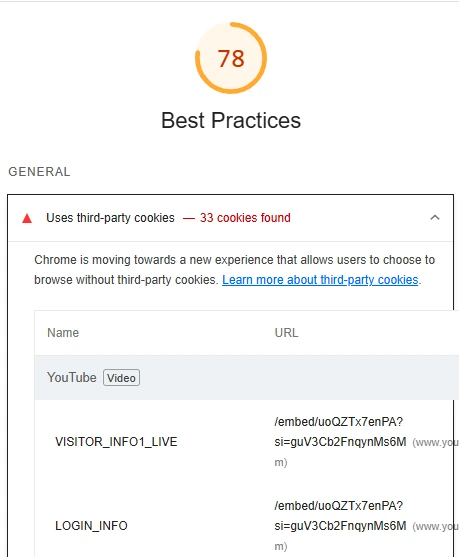 78
Best Practices
GENERAL
Uses third-party cookies — 33 cookies found
Chrome is moving towards a new experience that allows users to choose to
browse without third-party cookies. Learn more about third-party cookies.
Name URL
YouTube Video
/embed/uoQZTx7enPA?
VISITOR_INFO1_LIVE si=guV3Cb2FnqynMs6M (www.you
m)
/embed/uoQZTx7enPA?
LOGIN_INFO si=guV3Cb2FnqynMs6M (www.you
m)